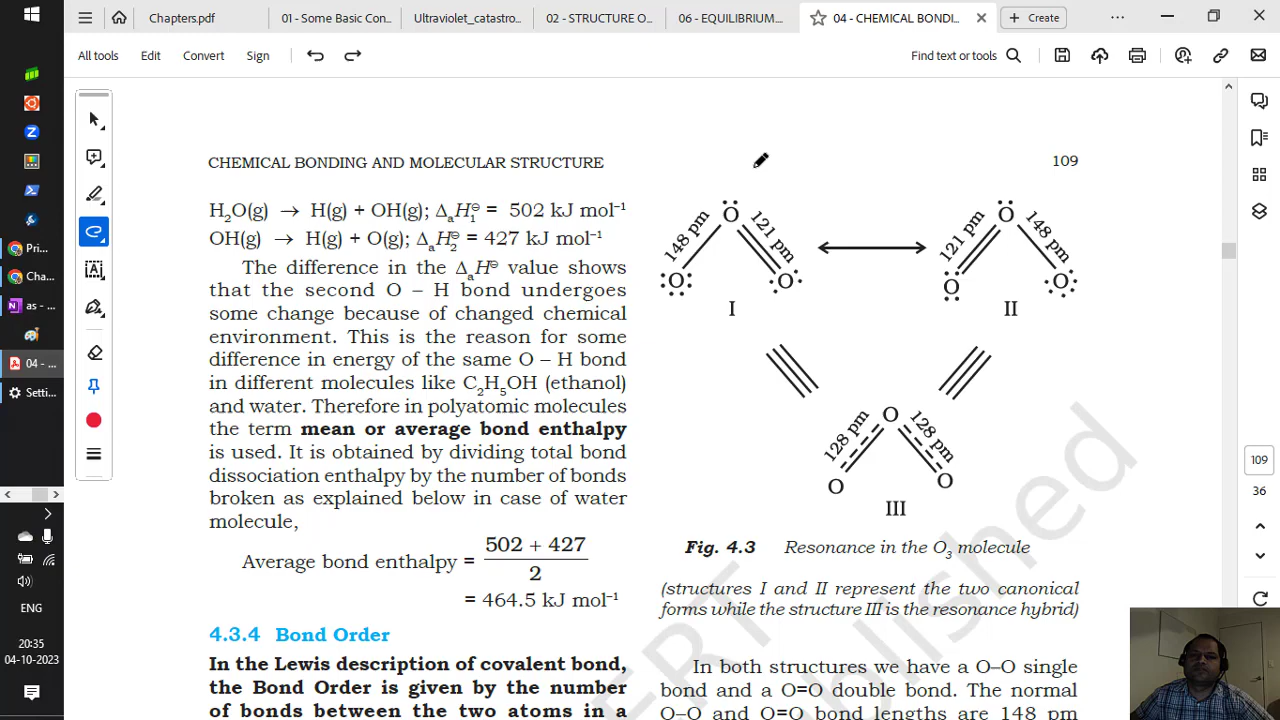 Chapters.pdf
01 - Some Basic Con...
Ultraviolet_catastro...
02 - STRUCTURE O...
06 - EQUILIBRIUM....
04 - CHEMICAL BONDI...
Create
All tools
Edit
Convert
Sign
Find text or tools
CHEMICAL BONDING AND MOLECULAR STRUCTURE
109
H₂O(g) → H(g) + OH(g); ΔₐH₁⊖ = 502 kJ mol⁻¹
OH(g) → H(g) + O(g); ΔₐH₂⊖ = 427 kJ mol⁻¹
The difference in the ΔₐH⊖ value shows
that the second O – H bond undergoes
some change because of changed chemical
environment. This is the reason for some
difference in energy of the same O – H bond
in different molecules like C₂H₅OH (ethanol)
and water. Therefore in polyatomic molecules
the term mean or average bond enthalpy
is used. It is obtained by dividing total bond
dissociation enthalpy by the number of bonds
broken as explained below in case of water
molecule,
Average bond enthalpy = (502 + 427)/2
= 464.5 kJ mol⁻¹
4.3.4 Bond Order
In the Lewis description of covalent bond,
the Bond Order is given by the number
of bonds between the two atoms in a
O
148 pm
121 pm
O
O
I
O
121 pm
148 pm
O
O
II
O
128 pm
128 pm
O
O
III
Fig. 4.3 Resonance in the O₃ molecule
(structures I and II represent the two canonical
forms while the structure III is the resonance hybrid)
In both structures we have a O–O single
bond and a O=O double bond. The normal
O–O and O=O bond lengths are 148 pm
Pri...
Cha...
as - ...
04 - ...
Setti...
ENG
20:35
04-10-2023
109
36